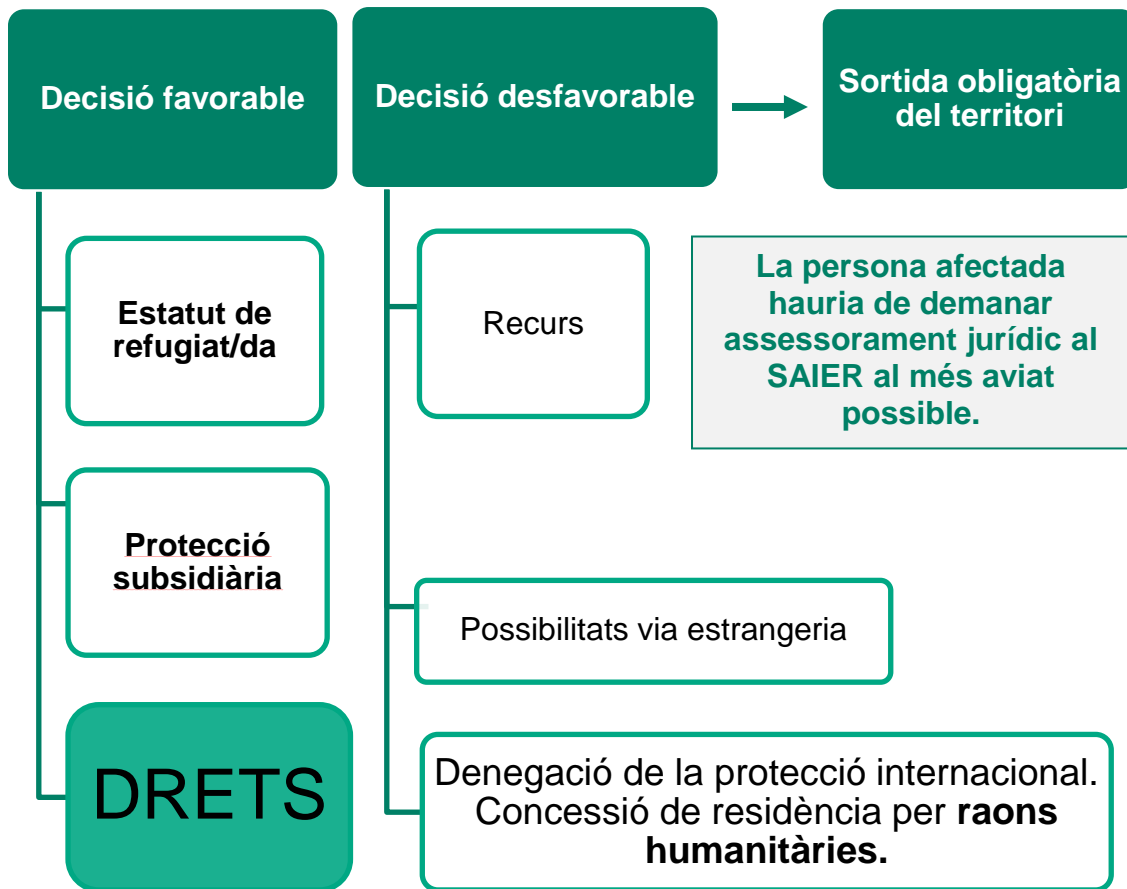 Decisió favorable
Estatut de
refugiat/da
Protecció
subsidiària
DRETS
Decisió desfavorable
Recurs
Possibilitats via estrangeria
Denegació de la protecció internacional.
Concessió de residència per raons
humanitàries.
Sortida obligatòria
del territori
La persona afectada
hauria de demanar
assessorament jurídic al
SAIER al més aviat
possible.